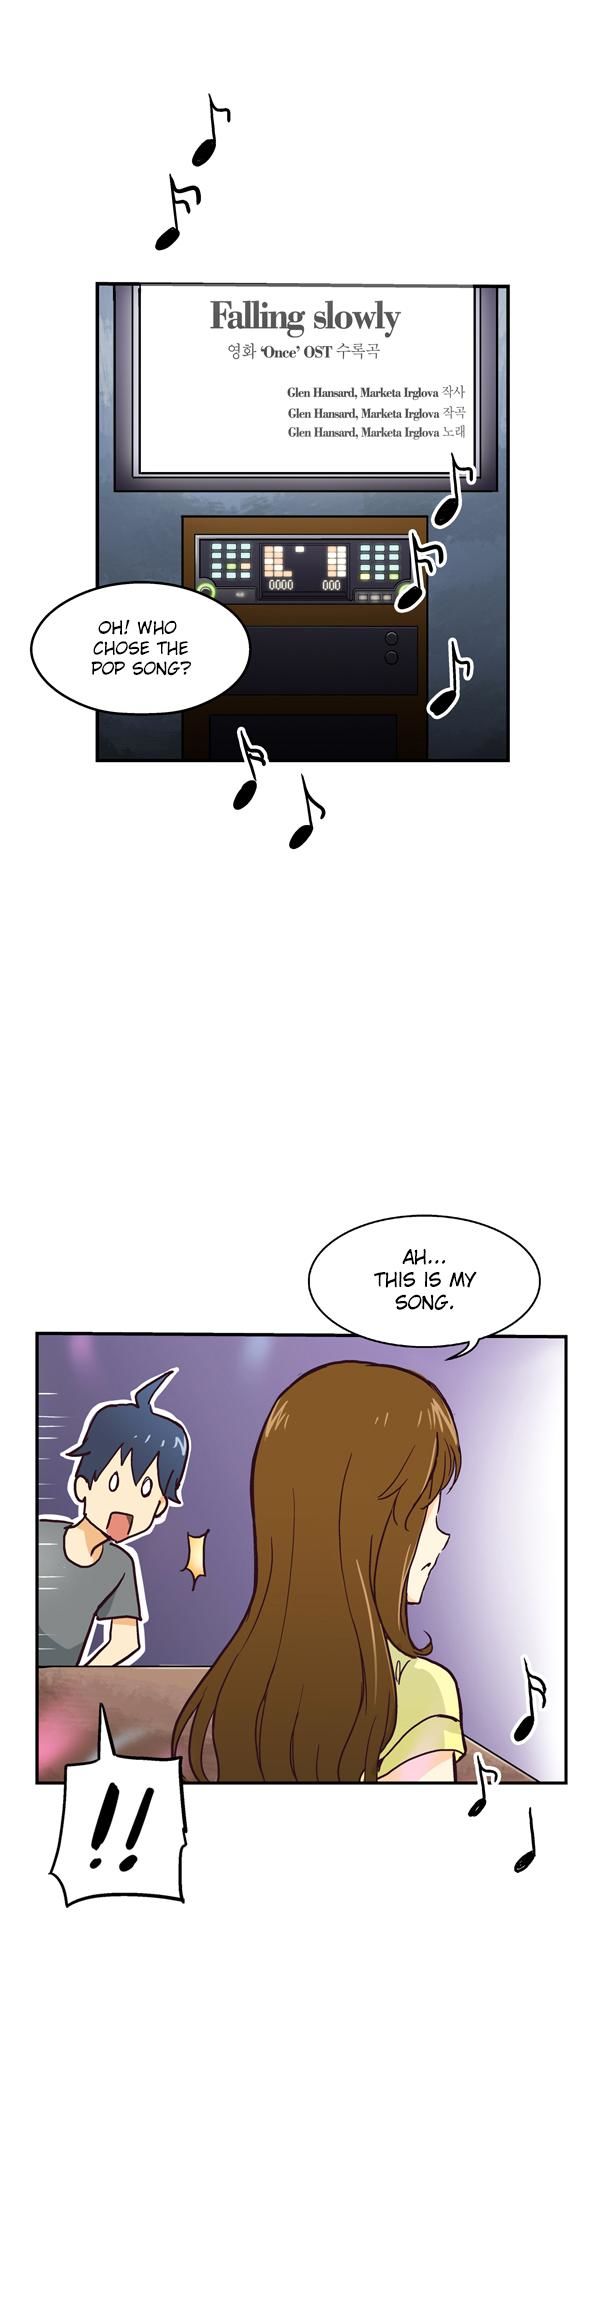 Falling slowly
영화 ‘Once’ OST 수록곡
Glen Hansard, Marketa Irglova 작사
Glen Hansard, Marketa Irglova 작곡
Glen Hansard, Marketa Irglova 노래
0000 000
OH! WHO
CHOSE THE
POP SONG?
AH...
THIS IS MY
SONG.
!!